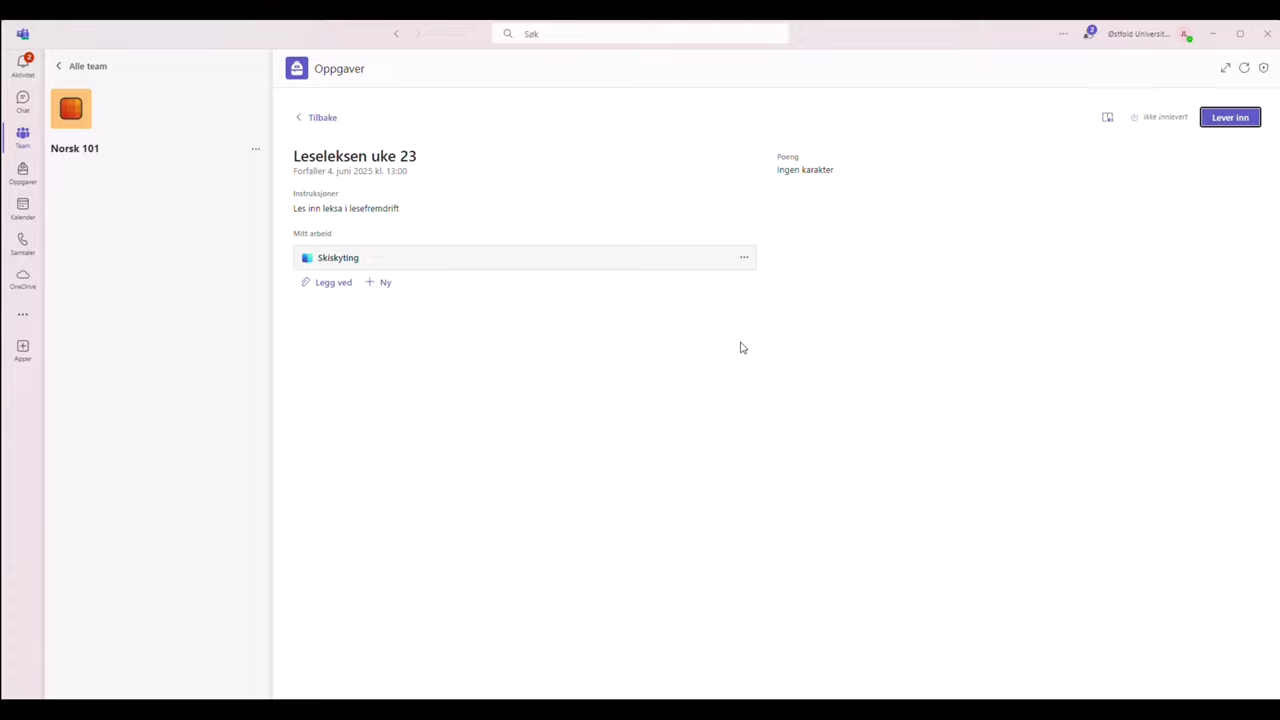 Søk
2
Østfold Universit...
2
Aktivitet
Chat
Team
Oppgaver
Kalender
Samtaler
OneDrive
Apper
Alle team
Norsk 101
Oppgaver
Tilbake
Ikke innlevert
Lever inn
Leseleksen uke 23
Forfaller 4. juni 2025 kl. 13:00
Poeng
Ingen karakter
Instruksjoner
Les inn leksa i lesefremdrift
Mitt arbeid
Skiskyting
Legg ved
Ny